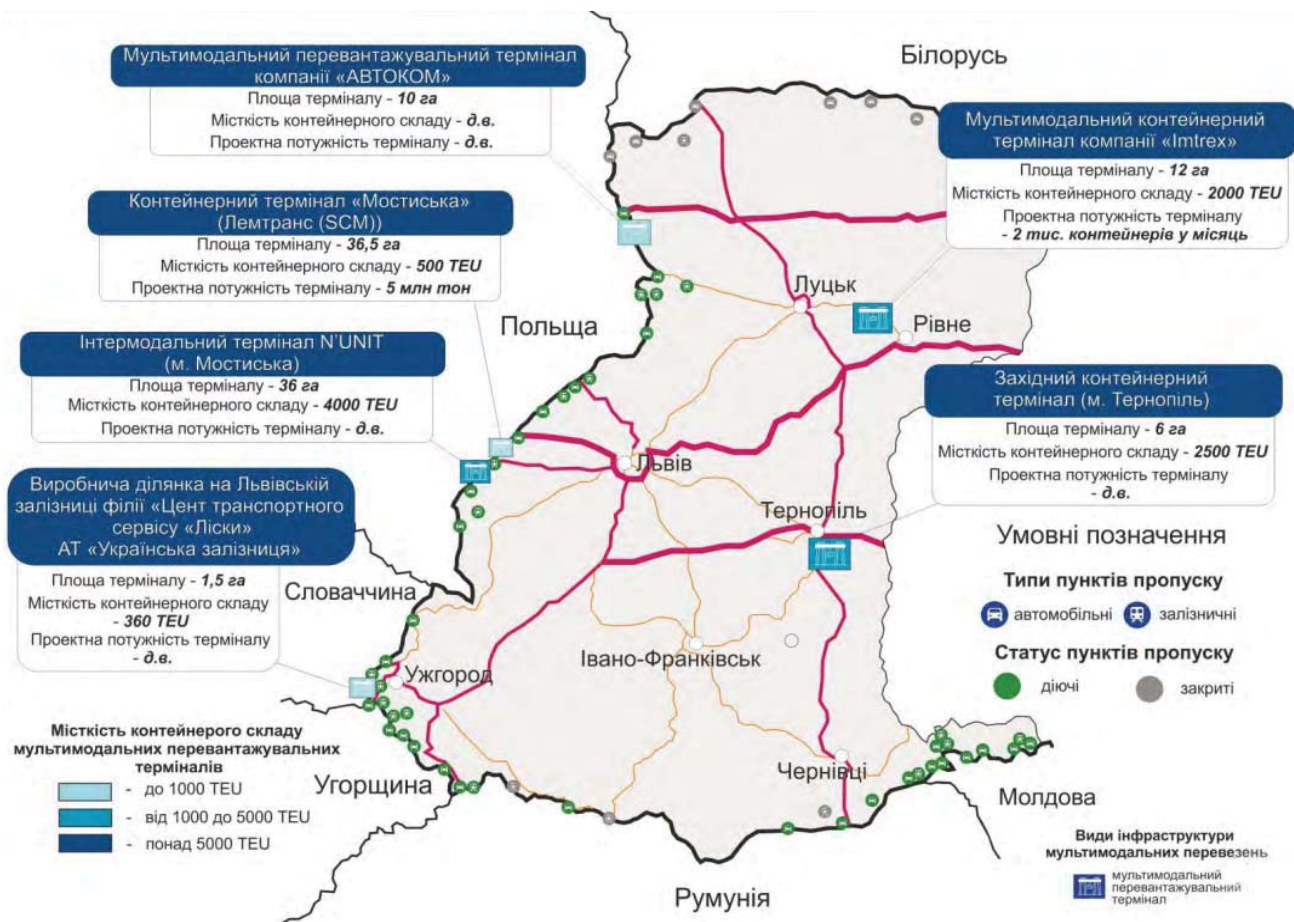 Білорусь
Мультимодальний перевантажувальний термінал
компанії «АВТОКОМ»
Площа терміналу - 10 га
Місткість контейнерного складу - д.в.
Проектна потужність терміналу - д.в.
Мультимодальний контейнерний
термінал компанії «Imtrex»
Площа терміналу - 12 га
Місткість контейнерного складу - 2000 TEU
Проектна потужність терміналу
- 2 тис. контейнерів у місяць
Контейнерний термінал «Мостиська»
(Лемтранс (SCM))
Площа терміналу - 36,5 га
Місткість контейнерного складу - 500 TEU
Проектна потужність терміналу - 5 млн тон
Луцьк
Рівне
Польща
Інтермодальний термінал N'UNIT
(м. Мостиська)
Площа терміналу - 36 га
Місткість контейнерного складу - 4000 TEU
Проектна потужність терміналу - д.в.
Західний контейнерний
термінал (м. Тернопіль)
Площа терміналу - 6 га
Місткість контейнерного складу - 2500 TEU
Проектна потужність терміналу
- д.в.
Львів
Тернопіль
Виробнича ділянка на Львівській
залізниці філії «Цент транспортного
сервісу «Ліски»
АТ «Українська залізниця»
Площа терміналу - 1,5 га
Місткість контейнерного складу
- 360 TEU
Проектна потужність терміналу
- д.в.
Словаччина
Ужгород
Івано-Франківськ
Умовні позначення
Типи пунктів пропуску
автомобільні
залізничні
Статус пунктів пропуску
діючі
закриті
Місткість контейнерого складу
мультимодальних перевантажувальних
терміналів
- до 1000 TEU
- від 1000 до 5000 TEU
- понад 5000 TEU
Угорщина
Чернівці
Молдова
Румунія
Види інфраструктури
мультимодальних перевезень
мультимодальний
перевантажувальний
термінал